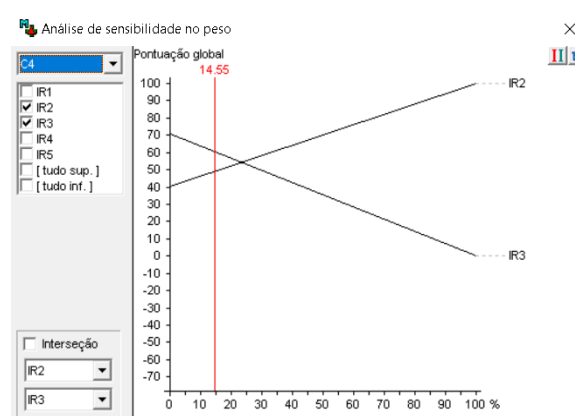 Análise de sensibilidade no peso
C4
IR1
IR2
IR3
IR4
IR5
[ tudo sup. ]
[ tudo inf. ]
Interseção
IR2
IR3
Pontuação global
14.55
100
90
80
70
60
50
40
30
20
10
0
-10
-20
-30
-40
-50
-60
-70
0 10 20 30 40 50 60 70 80 90 100 %
IR2
IR3